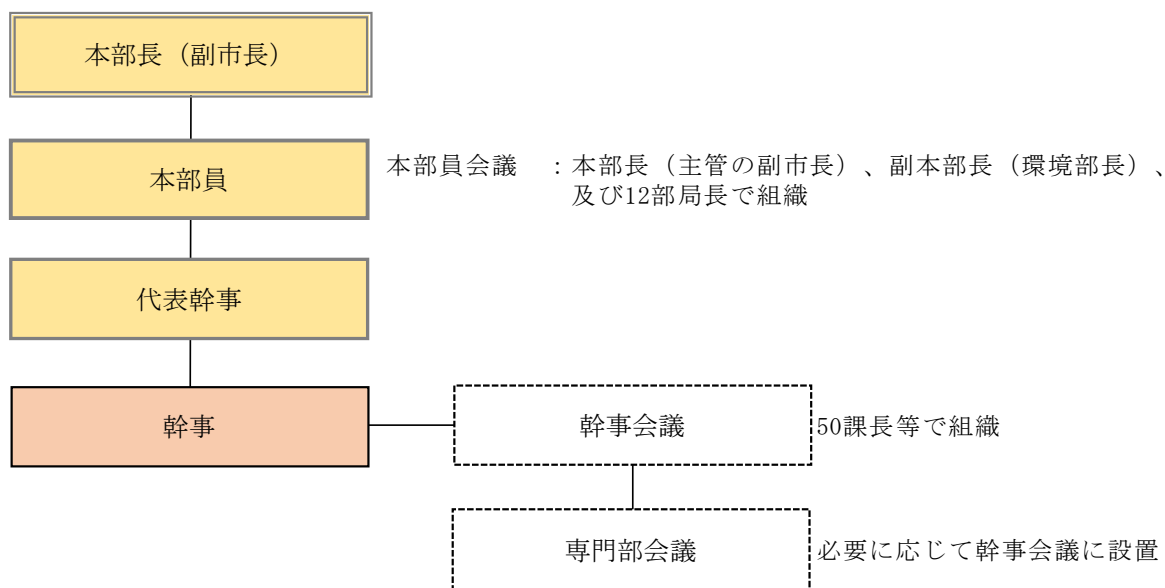 本部長（副市長）
本部員
本部員会議　：本部長（主管の副市長）、副本部長（環境部長）、
及び12部局長で組織
代表幹事
幹事
幹事会議
50課長等で組織
専門部会議
必要に応じて幹事会議に設置